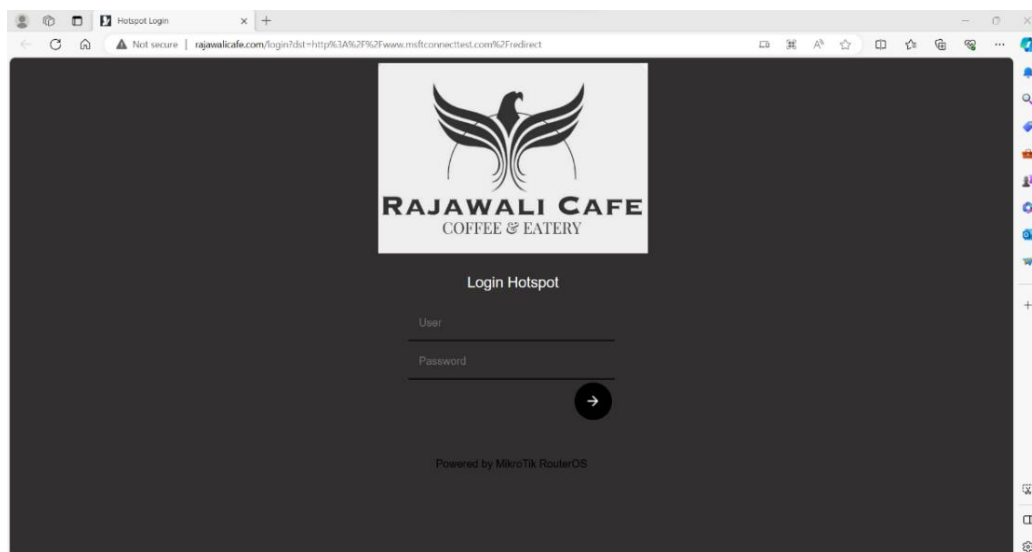 Hotspot Login
Not secure | rajawalicafe.com/login?dst=http%3A%2F%2Fwww.msftconnecttest.com%2Fredirect
RAJAWALI CAFE
COFFEE & EATERY
Login Hotspot
User
Password
Powered by MikroTik RouterOS